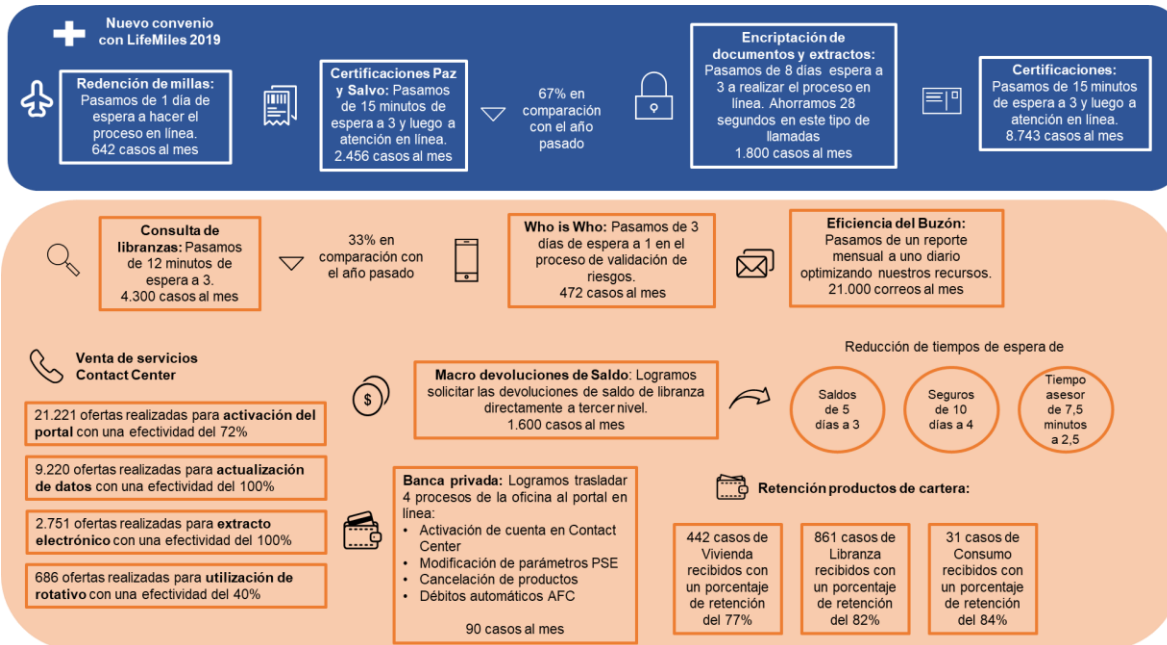 Nuevo convenio
con LifeMiles 2019
Redención de millas:
Pasamos de 1 día de
espera a hacer el
proceso en línea.
642 casos al mes
Certificaciones Paz
y Salvo: Pasamos
de 15 minutos de
espera a 3 y luego a
atención en línea.
2.456 casos al mes
67% en
comparación
con el año
pasado
Encriptación de
documentos y extractos:
Pasamos de 8 días espera a
3 a realizar el proceso en
línea. Ahorramos 28
segundos en este tipo de
llamadas
1.800 casos al mes
Certificaciones:
Pasamos de 15 minutos
de espera a 3 y luego a
atención en línea.
8.743 casos al mes
Consulta de
libranzas: Pasamos
de 12 minutos de
espera a 3.
4.300 casos al mes
33% en
comparación con
el año pasado
Who is Who: Pasamos de 3
días de espera a 1 en el
proceso de validación de
riesgos.
472 casos al mes
Eficiencia del Buzón:
Pasamos de un reporte
mensual a uno diario
optimizando nuestros recursos.
21.000 correos al mes
Venta de servicios
Contact Center
21.221 ofertas realizadas para activación del
portal con una efectividad del 72%
9.220 ofertas realizadas para actualización
de datos con una efectividad del 100%
2.751 ofertas realizadas para extracto
electrónico con una efectividad del 100%
686 ofertas realizadas para utilización de
rotativo con una efectividad del 40%
$
Macro devoluciones de Saldo: Logramos
solicitar las devoluciones de saldo de libranza
directamente a tercer nivel.
1.600 casos al mes
Reducción de tiempos de espera de
Saldos
de 5
días a 3
Seguros
de 10
días a 4
Tiempo
asesor
de 7,5
minutos
a 2,5
Banca privada: Logramos trasladar
4 procesos de la oficina al portal en
línea:
• Activación de cuenta en Contact
Center
• Modificación de parámetros PSE
• Cancelación de productos
• Débitos automáticos AFC
90 casos al mes
Retención productos de cartera:
442 casos de
Vivienda
recibidos con
un porcentaje
de retención
del 77%
861 casos de
Libranza
recibidos con
un porcentaje
de retención
del 82%
31 casos de
Consumo
recibidos con
un porcentaje
de retención
del 84%